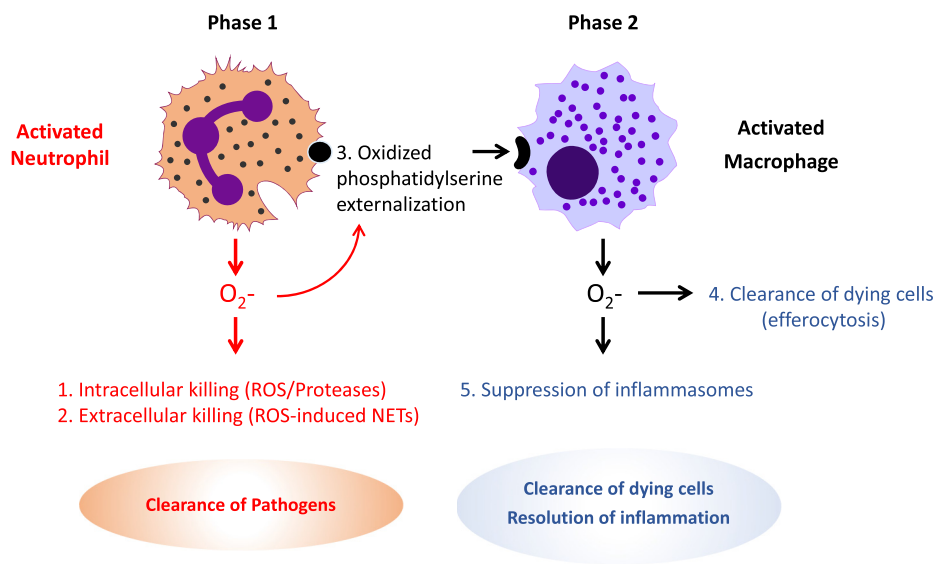 Phase 1
Phase 2
Activated
Neutrophil
3. Oxidized
phosphatidylserine
externalization
Activated
Macrophage
O₂-
O₂-
4. Clearance of dying cells
(efferocytosis)
1. Intracellular killing (ROS/Proteases)
2. Extracellular killing (ROS-induced NETs)
5. Suppression of inflammasomes
Clearance of Pathogens
Clearance of dying cells
Resolution of inflammation